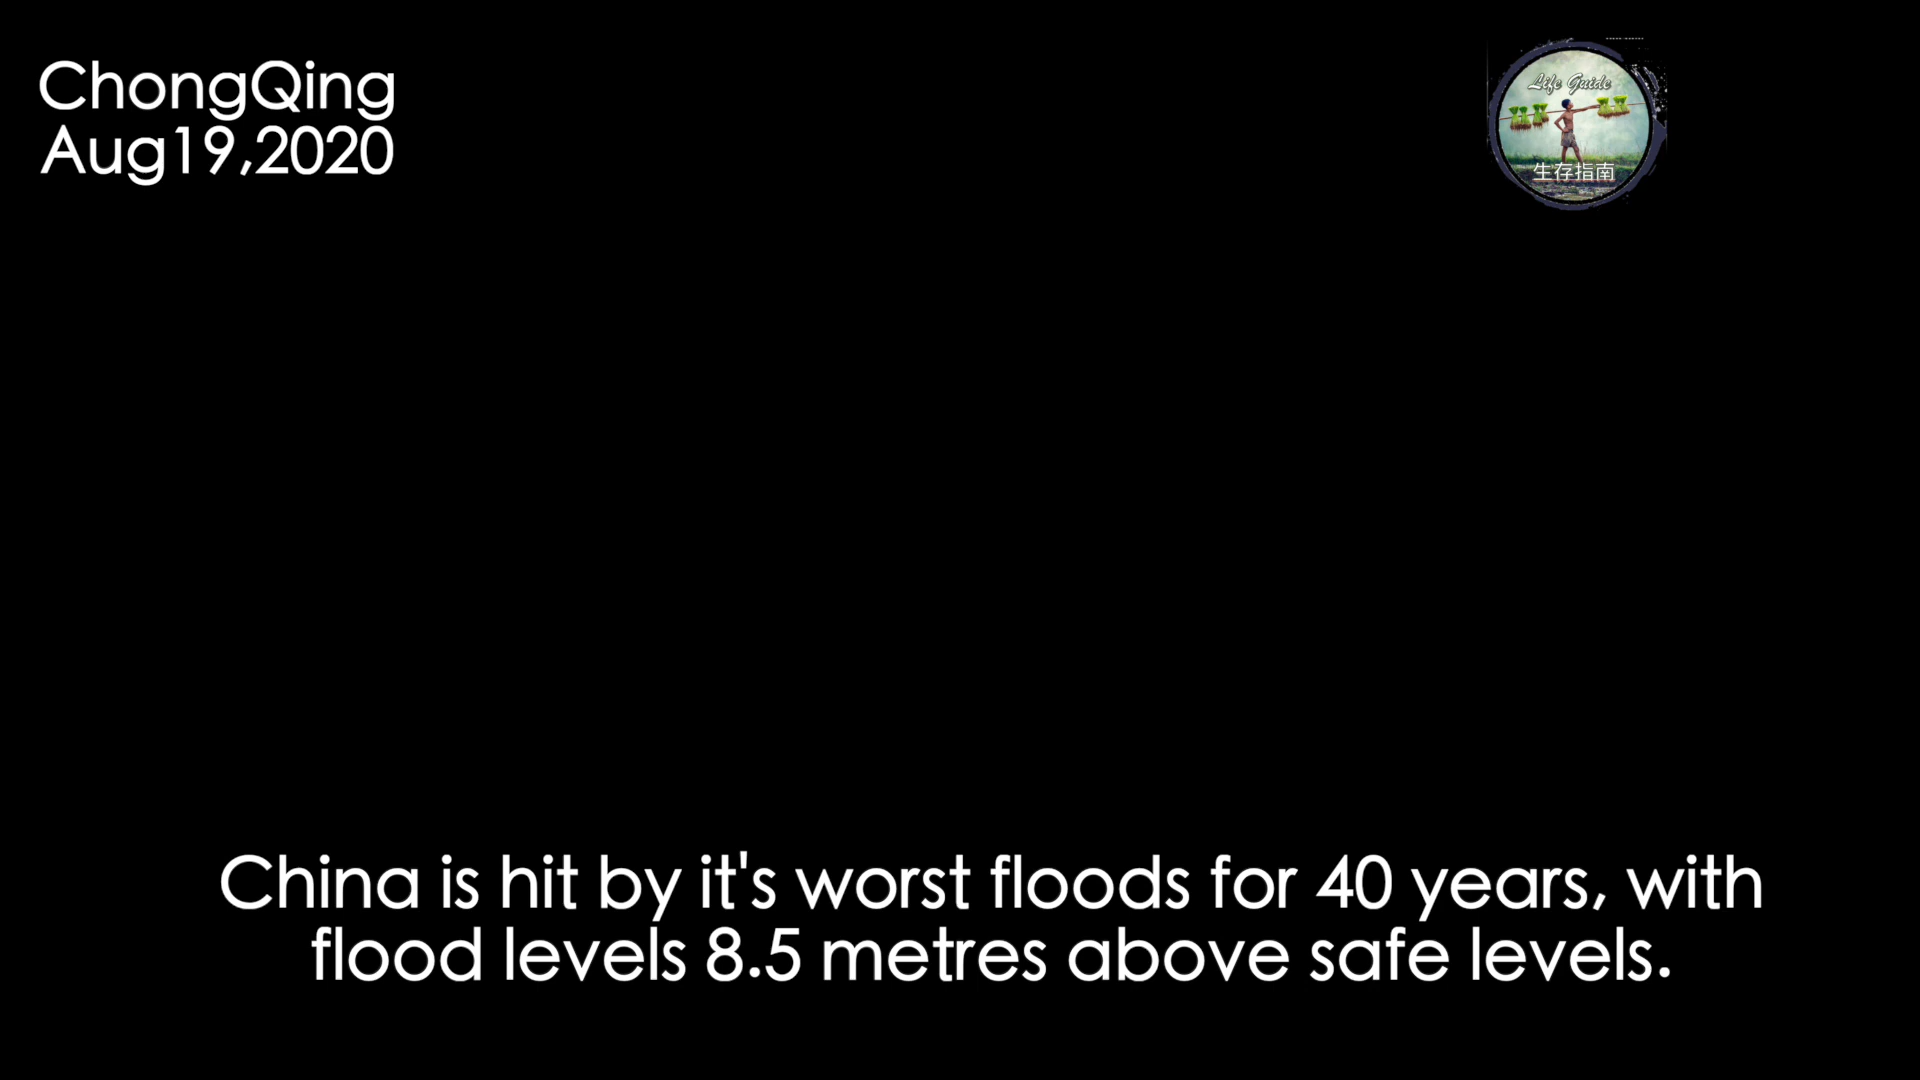 ChongQing
Aug19,2020
Life Guide
生存指南
China is hit by it's worst floods for 40 years, with
flood levels 8.5 metres above safe levels.